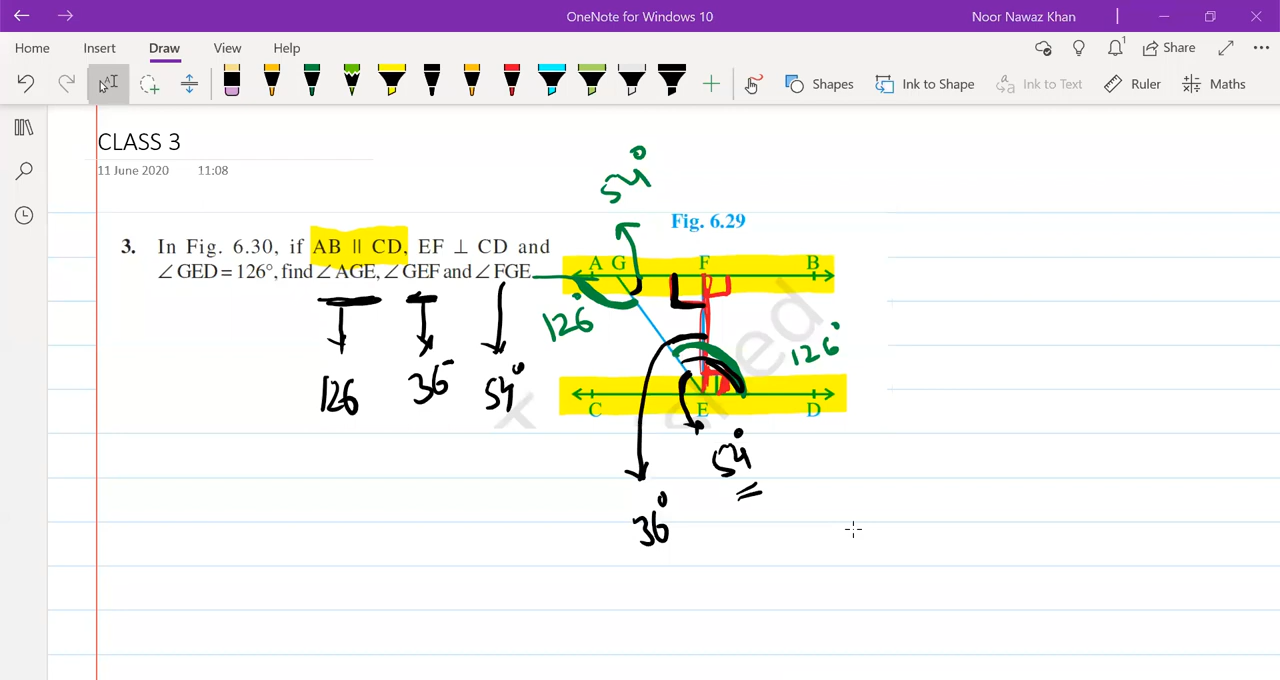 OneNote for Windows 10
Noor Nawaz Khan
Home Insert Draw View Help
1
Share
Shapes
Ink to Shape
Ink to Text
Ruler
Maths
CLASS 3
11 June 2020 11:08
54°
Fig. 6.29
3. In Fig. 6.30, if AB || CD, EF ⊥ CD and
∠ GED = 126°, find ∠ AGE, ∠ GEF and ∠ FGE.
A G F B
126°
126°
C E D
126 36 54°
54°
36°